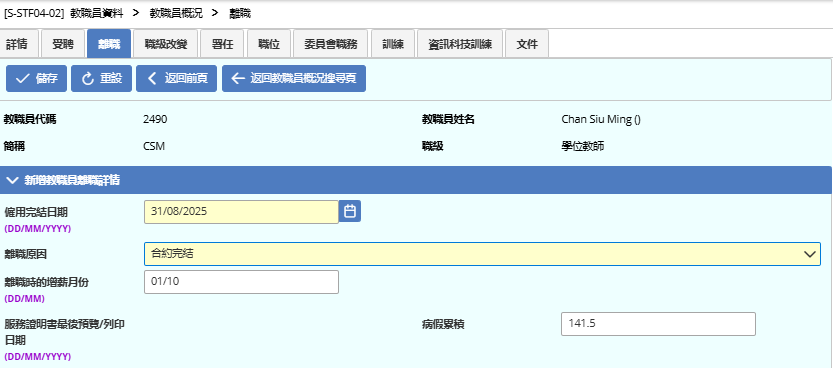 [S-STF04-02] 教職員資料 > 教職員概況 > 離職
詳情 受聘 離職 職級改變 署任 職位 委員會職務 訓練 資訊科技訓練 文件
儲存 重設 返回前頁 返回教職員概況搜尋頁
教職員代碼 2490 教職員姓名 Chan Siu Ming ()
簡稱 CSM 職級 學位教師
新增教職員離職詳情
僱用完結日期 31/08/2025
(DD/MM/YYYY)
離職原因 合約完結
離職時的增薪月份 01/10
(DD/MM)
服務證明書最後預覽/列印 病假累積 141.5
日期
(DD/MM/YYYY)